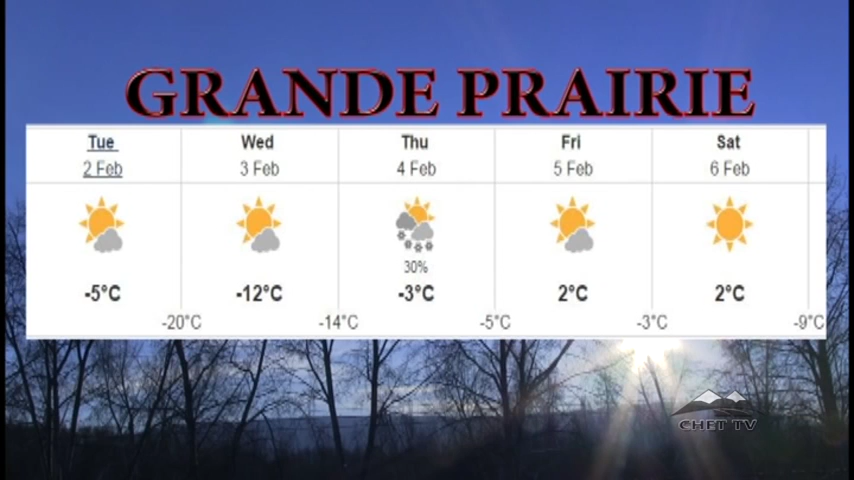 GRANDE PRAIRIE
Tue Wed Thu Fri Sat
2 Feb 3 Feb 4 Feb 5 Feb 6 Feb
30%
-5°C -12°C -3°C 2°C 2°C
-20°C -14°C -5°C -3°C -9°C
CHET TV